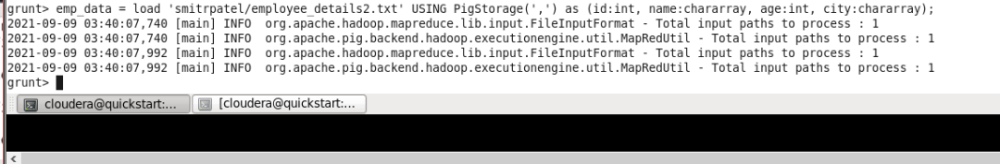 grunt> emp_data = load 'smitrpatel/employee_details2.txt' USING PigStorage(',') as (id:int, name:chararray, age:int, city:chararray);
2021-09-09 03:40:07,740 [main] INFO  org.apache.hadoop.mapreduce.lib.input.FileInputFormat - Total input paths to process : 1
2021-09-09 03:40:07,740 [main] INFO  org.apache.pig.backend.hadoop.executionengine.util.MapRedUtil - Total input paths to process : 1
2021-09-09 03:40:07,992 [main] INFO  org.apache.hadoop.mapreduce.lib.input.FileInputFormat - Total input paths to process : 1
2021-09-09 03:40:07,992 [main] INFO  org.apache.pig.backend.hadoop.executionengine.util.MapRedUtil - Total input paths to process : 1
grunt>
cloudera@quickstart:... [cloudera@quickstart:...